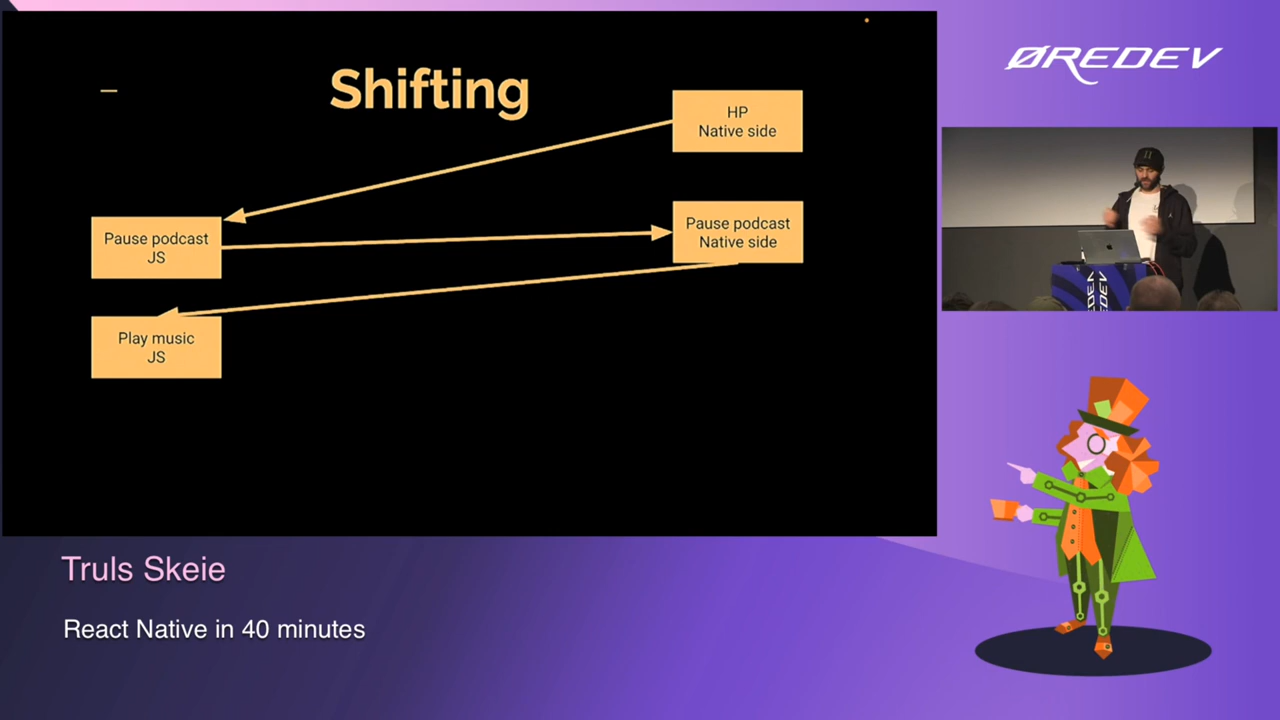 Shifting
HP
Native side
Pause podcast
JS
Pause podcast
Native side
Play music
JS
ØREDEV
Truls Skeie
React Native in 40 minutes